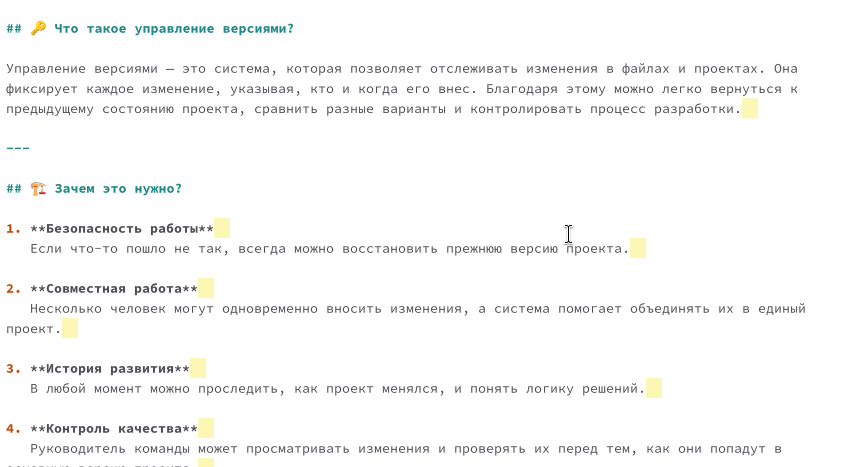 ## 🔑 Что такое управление версиями?
Управление версиями — это система, которая позволяет отслеживать изменения в файлах и проектах. Она
фиксирует каждое изменение, указывая, кто и когда его внес. Благодаря этому можно легко вернуться к
предыдущему состоянию проекта, сравнить разные варианты и контролировать процесс разработки.
---
## 🏗️ Зачем это нужно?
1. **Безопасность работы**
Если что-то пошло не так, всегда можно восстановить прежнюю версию проекта.
2. **Совместная работа**
Несколько человек могут одновременно вносить изменения, а система помогает объединять их в единый
проект.
3. **История развития**
В любой момент можно проследить, как проект менялся, и понять логику решений.
4. **Контроль качества**
Руководитель команды может просматривать изменения и проверять их перед тем, как они попадут в